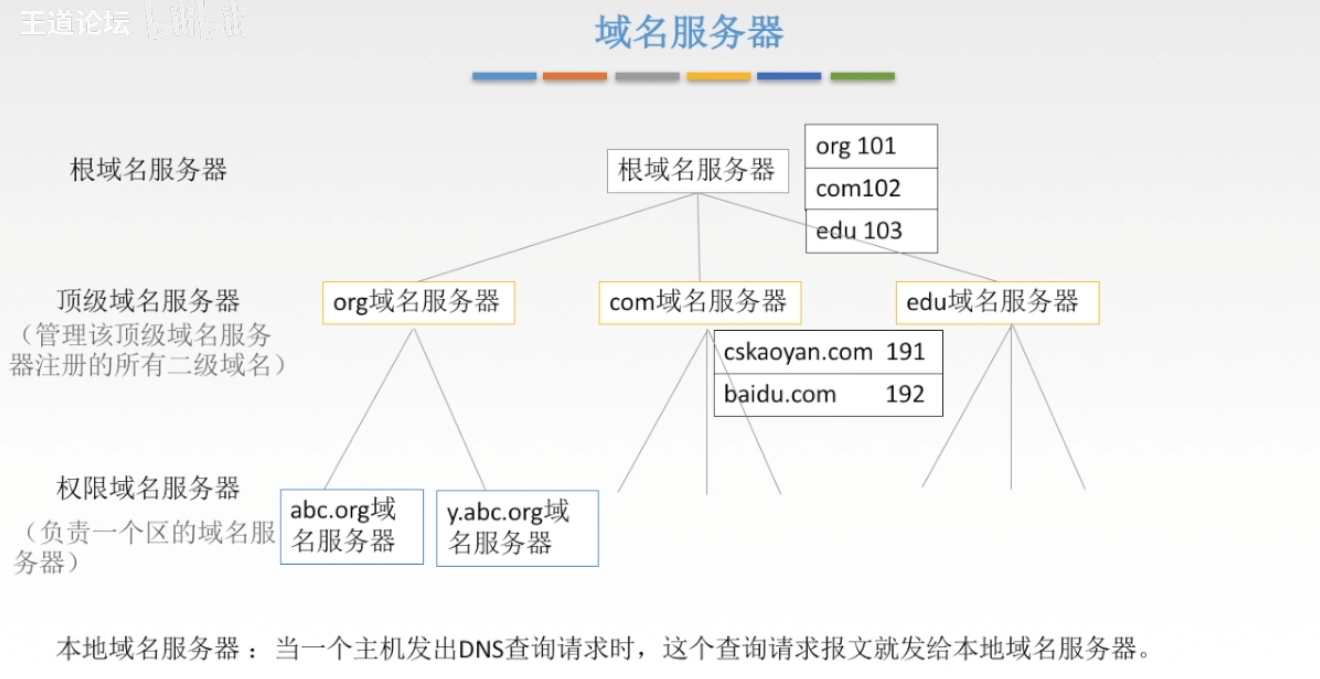 王道论坛 bilibili
域名服务器
根域名服务器
根域名服务器
org 101
com102
edu 103
顶级域名服务器
（管理该顶级域名服务
器注册的所有二级域名）
org域名服务器
com域名服务器
edu域名服务器
cskaoyan.com 191
baidu.com 192
权限域名服务器
（负责一个区的域名服
务器）
abc.org域
名服务器
y.abc.org域
名服务器
本地域名服务器：当一个主机发出DNS查询请求时，这个查询请求报文就发给本地域名服务器。